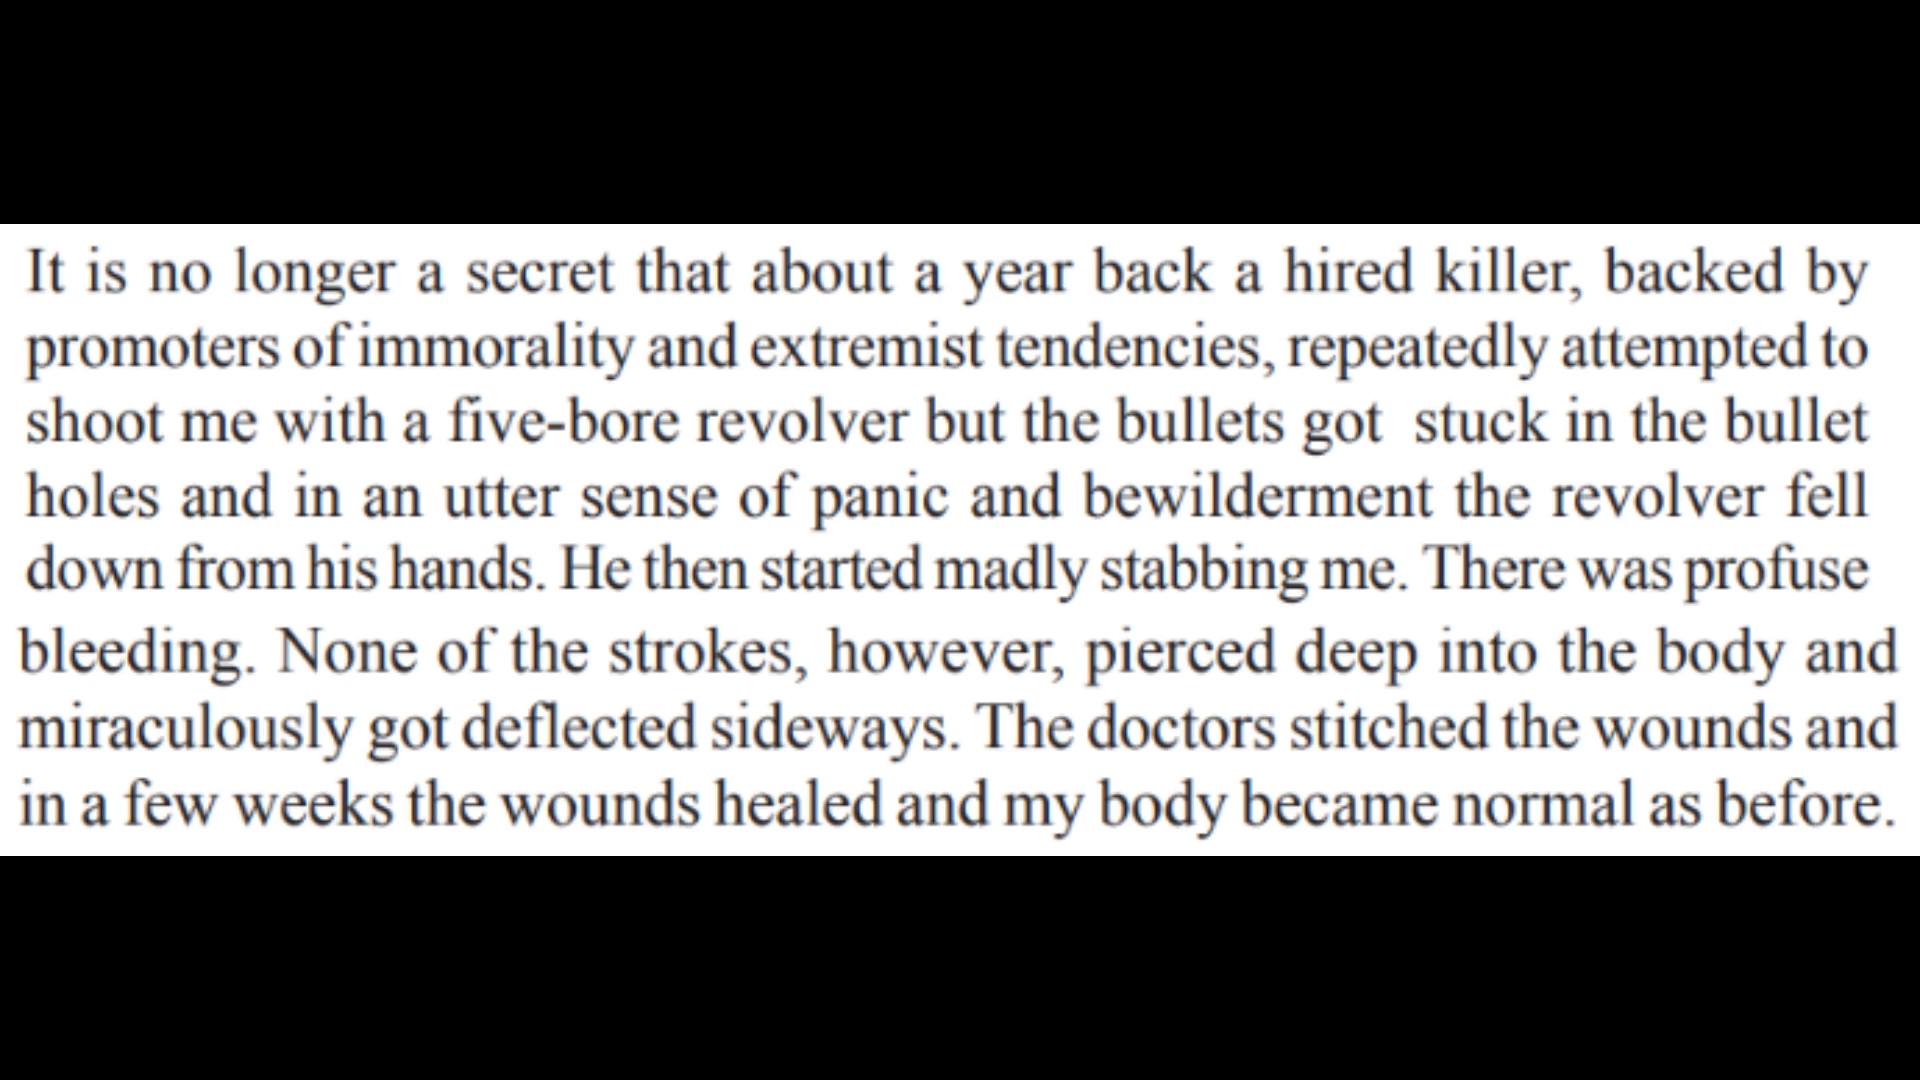 It is no longer a secret that about a year back a hired killer, backed by
promoters of immorality and extremist tendencies, repeatedly attempted to
shoot me with a five-bore revolver but the bullets got stuck in the bullet
holes and in an utter sense of panic and bewilderment the revolver fell
down from his hands. He then started madly stabbing me. There was profuse
bleeding. None of the strokes, however, pierced deep into the body and
miraculously got deflected sideways. The doctors stitched the wounds and
in a few weeks the wounds healed and my body became normal as before.